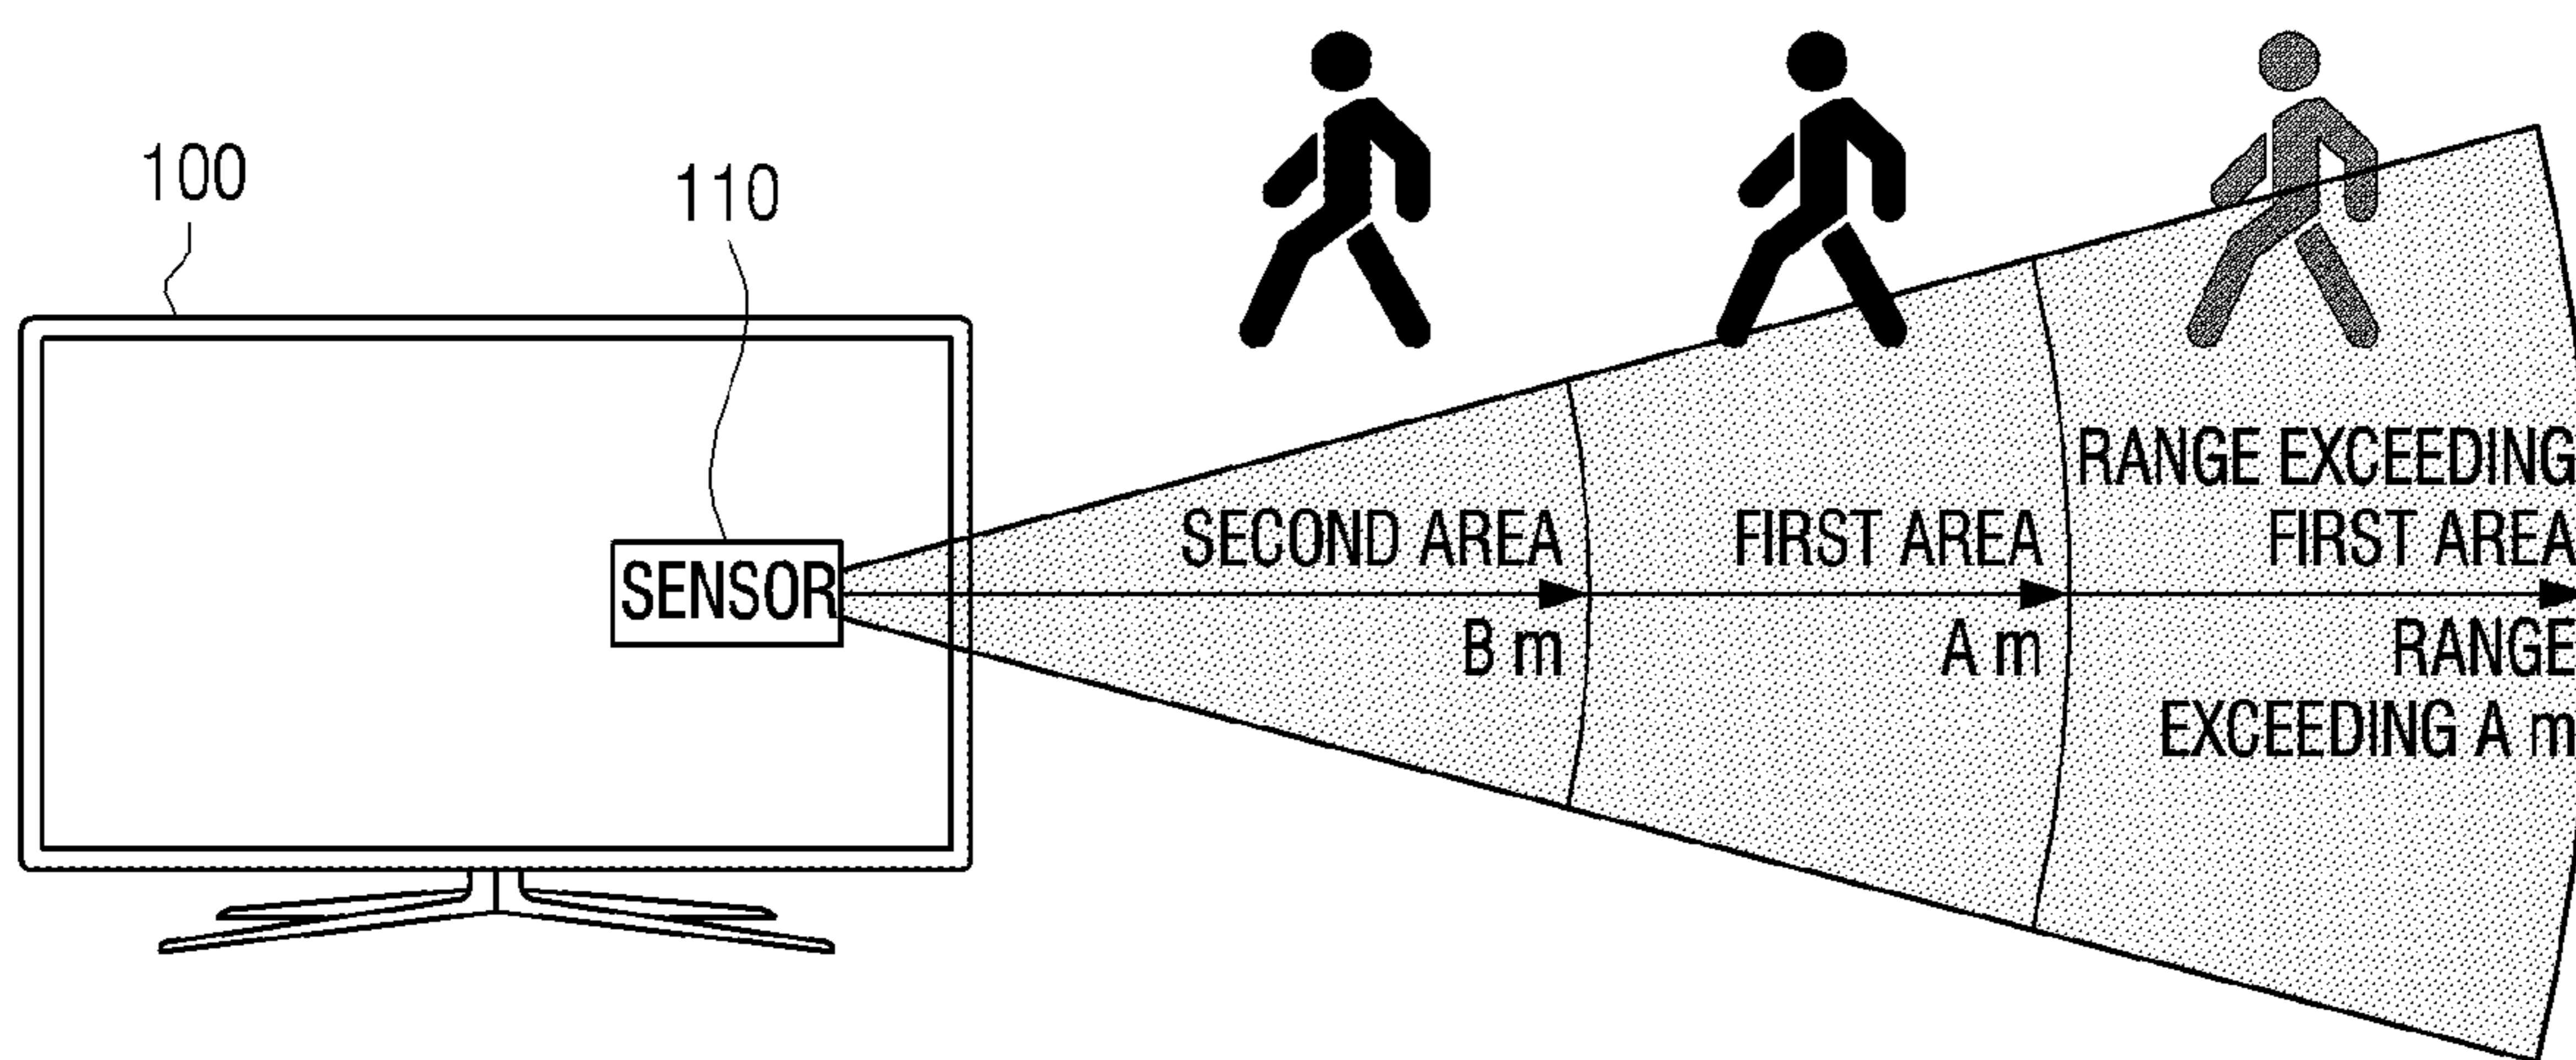 100
110
SENSOR
SECOND AREA
B m
FIRST AREA
A m
RANGE EXCEEDING
FIRST AREA
RANGE
EXCEEDING A m